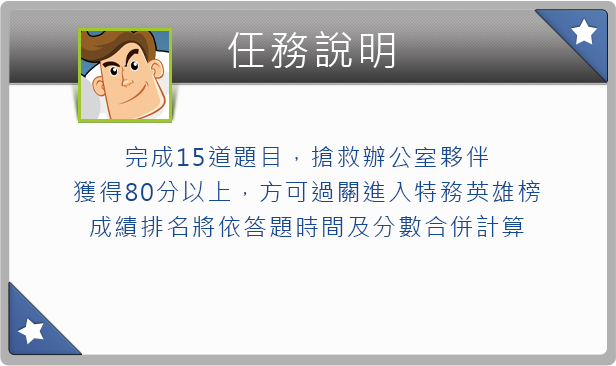 任務說明
完成15道題目，搶救辦公室夥伴
獲得80分以上，方可過關進入特務英雄榜
成績排名將依答題時間及分數合併計算